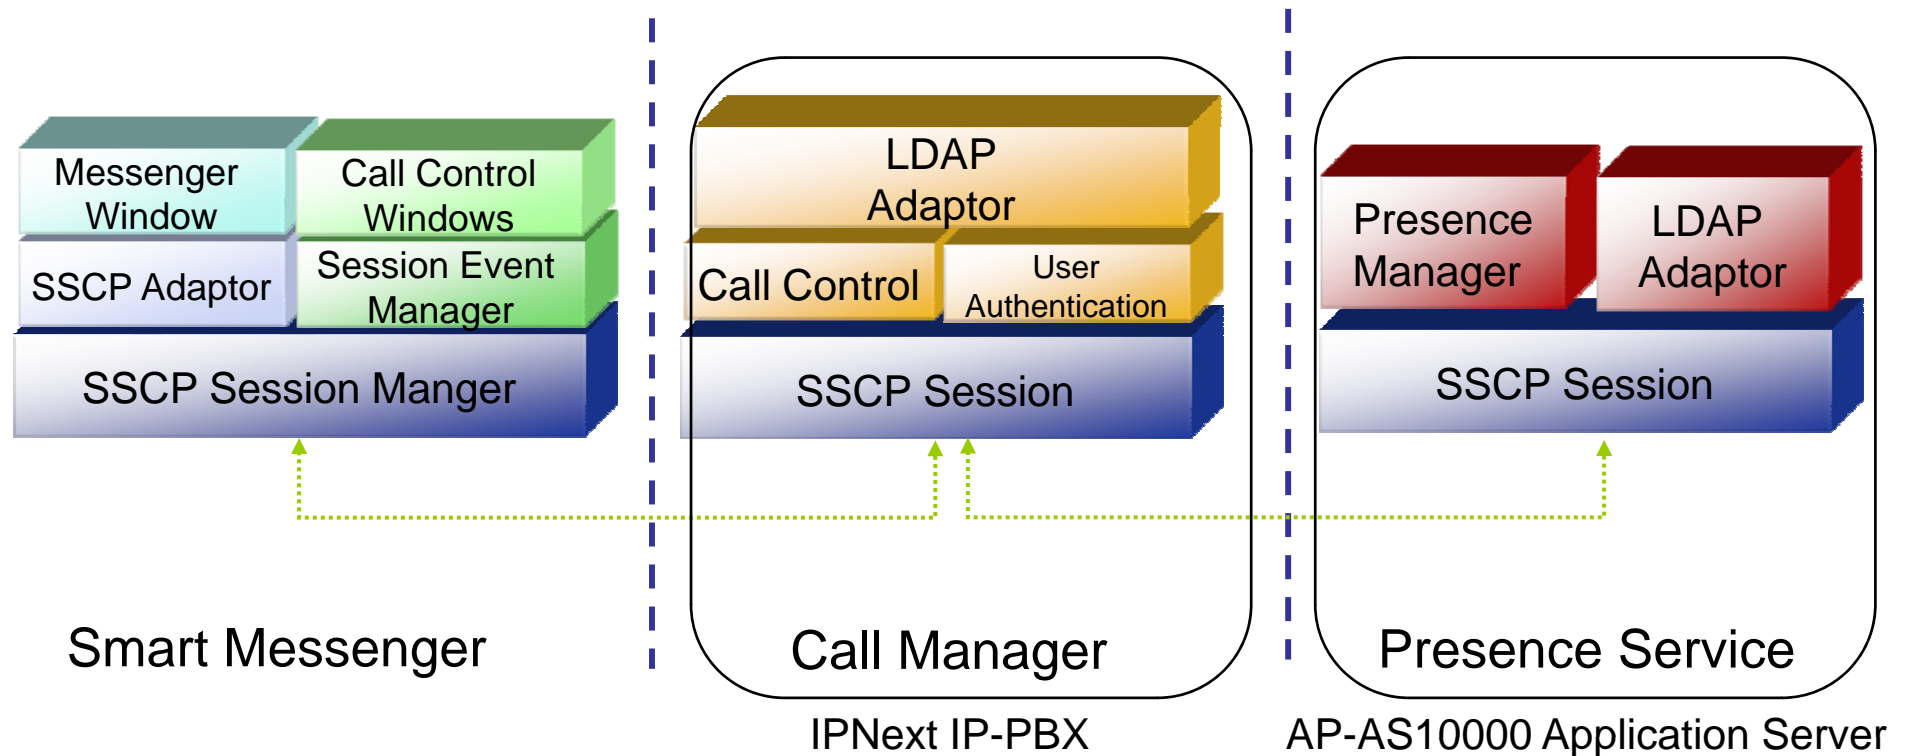 Messenger
Window
Call Control
Windows
SSCP Adaptor
Session Event
Manager
SSCP Session Manger
Smart Messenger
LDAP
Adaptor
Call Control
User
Authentication
SSCP Session
Call Manager
IPNext IP-PBX
Presence
Manager
LDAP
Adaptor
SSCP Session
Presence Service
AP-AS10000 Application Server